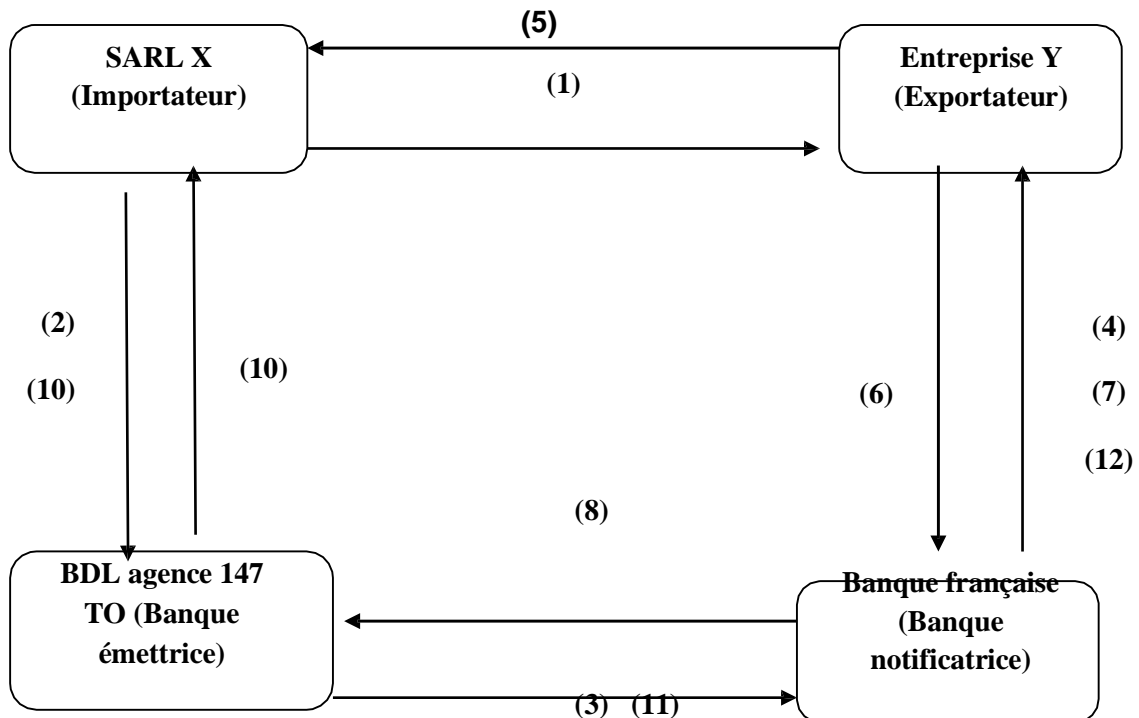 (5)
SARL X
(Importateur)
(1)
Entreprise Y
(Exportateur)
(2)
(10)
(10)
(6)
(4)
(7)
(12)
(8)
BDL agence 147
TO (Banque
émettrice)
Banque française
(Banque
notificatrice)
(3) (11)